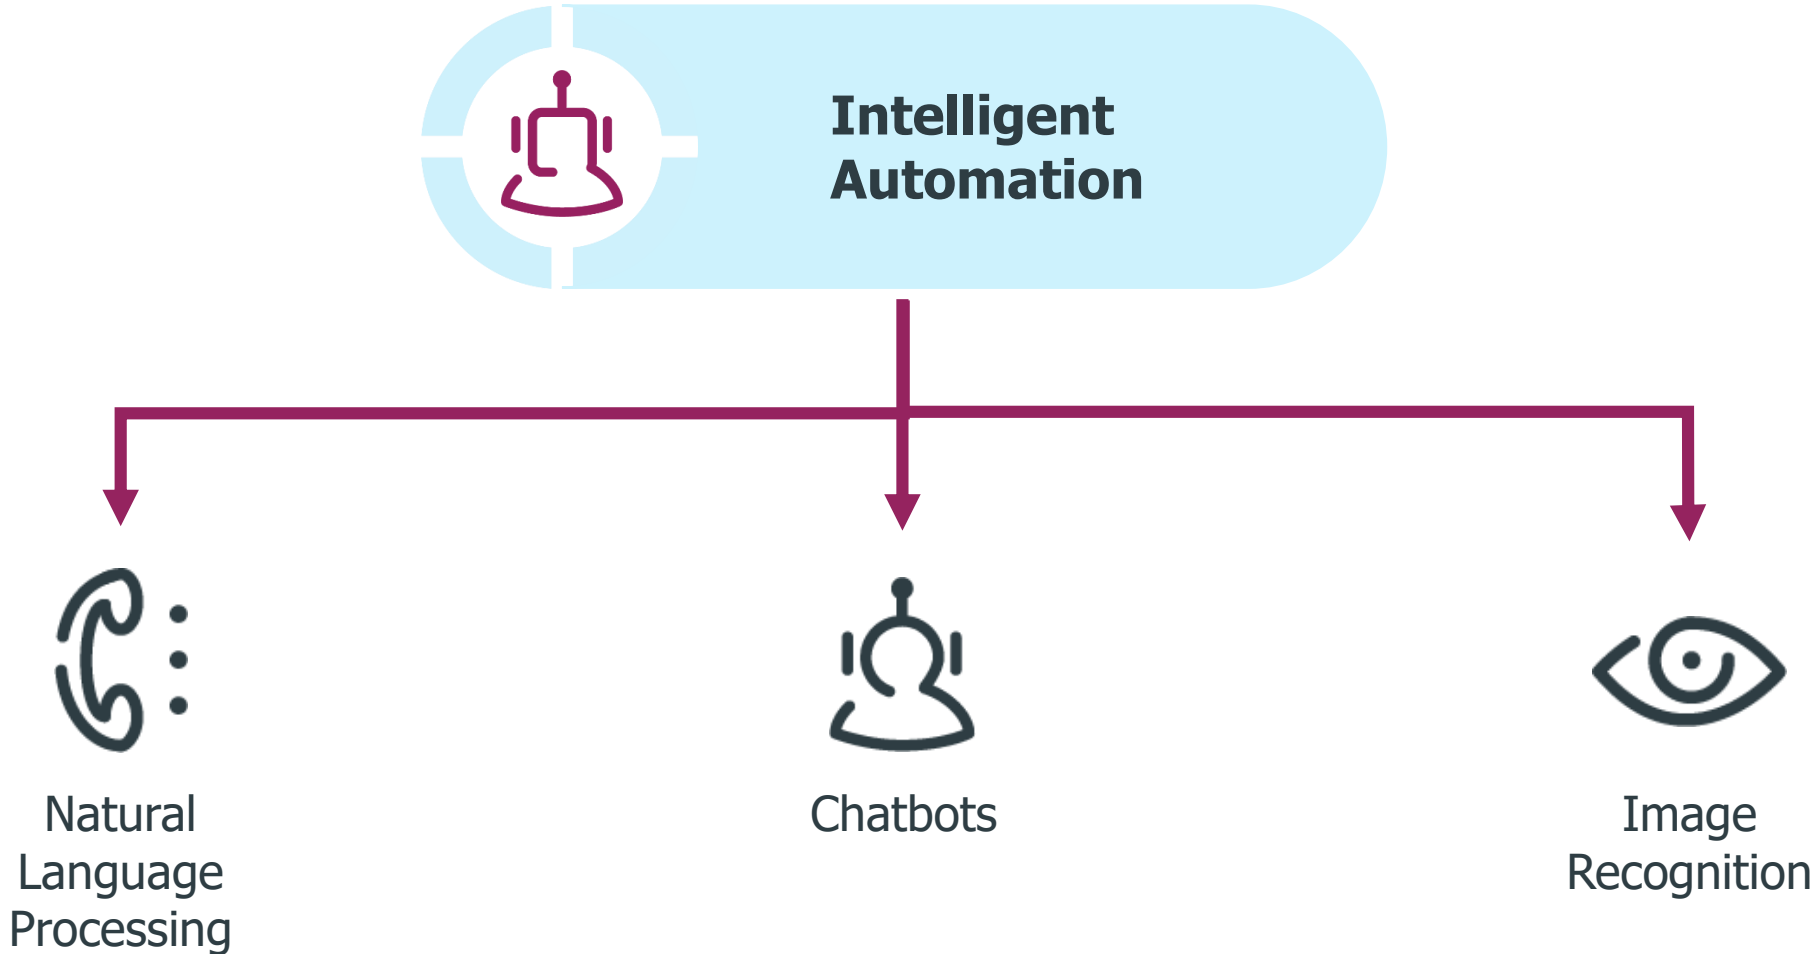 Intelligent
Automation
Natural
Language
Processing
Chatbots
Image
Recognition